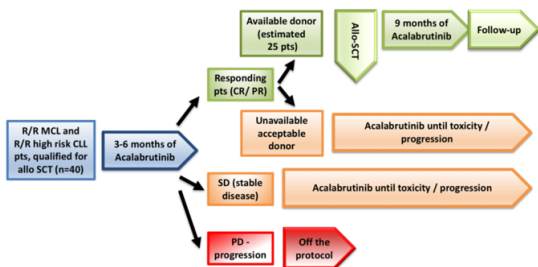 Available donor
(estimated
25 pts)
Allo-SCT
9 months of
Acalabrutinib
Follow-up
Responding
pts (CR/ PR)
Unavailable
acceptable
donor
Acalabrutinib until toxicity /
progression
R/R MCL and
R/R high risk CLL
pts, qualified for
allo SCT (n=40)
3-6 months of
Acalabrutinib
SD (stable
disease)
Acalabrutinib until toxicity / progression
PD -
progression
Off the
protocol